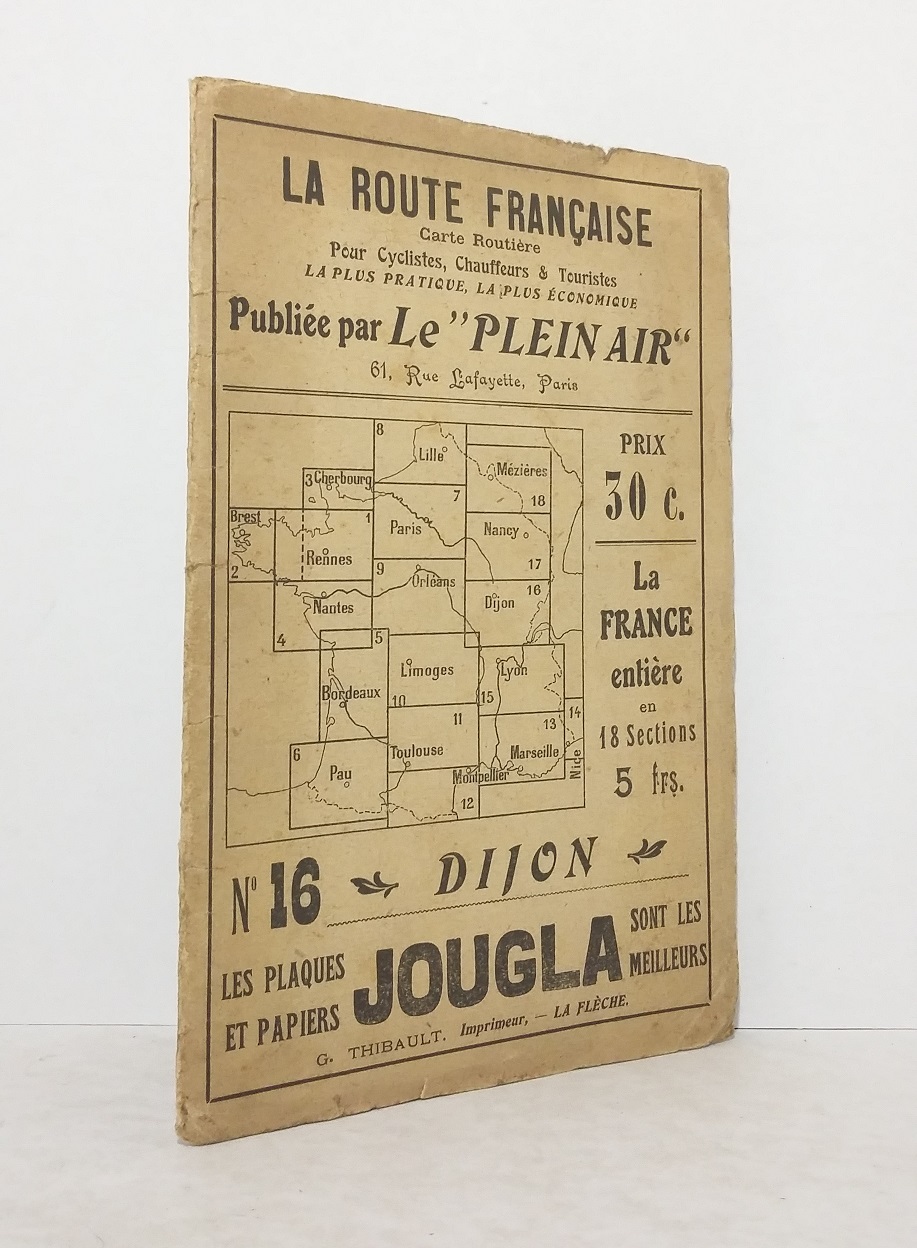 LA ROUTE FRANÇAISE
Carte Routière
Pour Cyclistes, Chauffeurs & Touristes
LA PLUS PRATIQUE, LA PLUS ÉCONOMIQUE
Publiée par Le "PLEIN AIR"
61, Rue Lafayette, Paris
8
Lille
Mézières
18
3 Cherbourg
7
Paris
Nancy
17
Brest
2
1
Rennes
9
Orléans
16
Dijon
Nantes
4
5
Limoges
10
Lyon
15
Bordeaux
11
13
14
6
Pau
Toulouse
Montpellier
Marseille
Nice
12
PRIX
30 c.
La
FRANCE
entière
en
18 Sections
5 frs.
N° 16 DIJON
LES PLAQUES
ET PAPIERS
JOUGLA
SONT LES
MEILLEURS
G. THIBAULT. Imprimeur, — LA FLÈCHE.